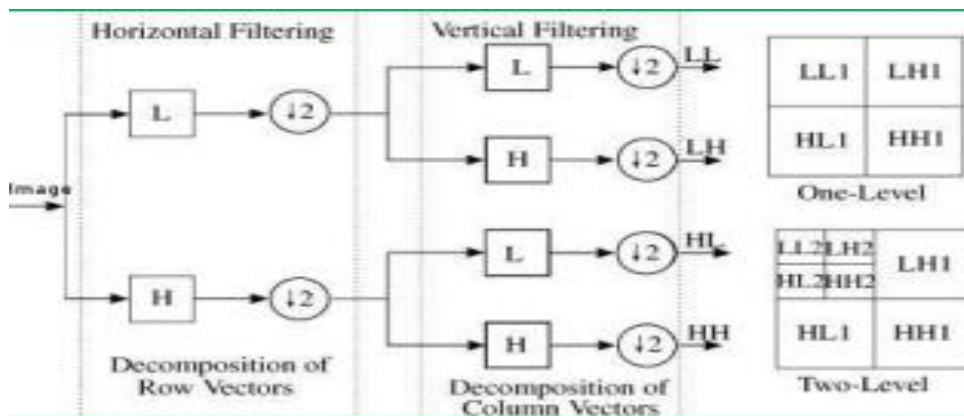 Horizontal Filtering
Vertical Filtering
LL
L
↓2
L
↓2
LL1
LH1
LH
H
↓2
HL1
HH1
Image
One-Level
HL
L
↓2
LL2
LH2
LH1
H
↓2
HL2
HH2
HH
H
↓2
HL1
HH1
Decomposition of
Row Vectors
Decomposition of
Column Vectors
Two-Level